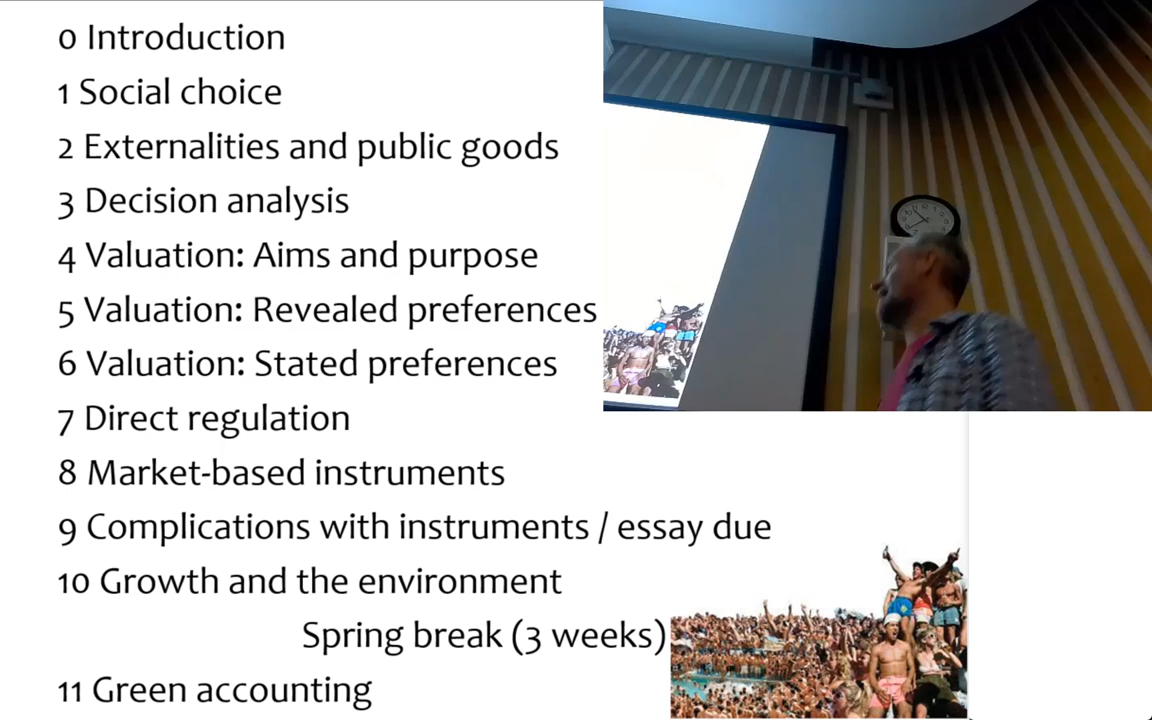 0 Introduction
1 Social choice
2 Externalities and public goods
3 Decision analysis
4 Valuation: Aims and purpose
5 Valuation: Revealed preferences
6 Valuation: Stated preferences
7 Direct regulation
8 Market-based instruments
9 Complications with instruments / essay due
10 Growth and the environment
Spring break (3 weeks)
11 Green accounting